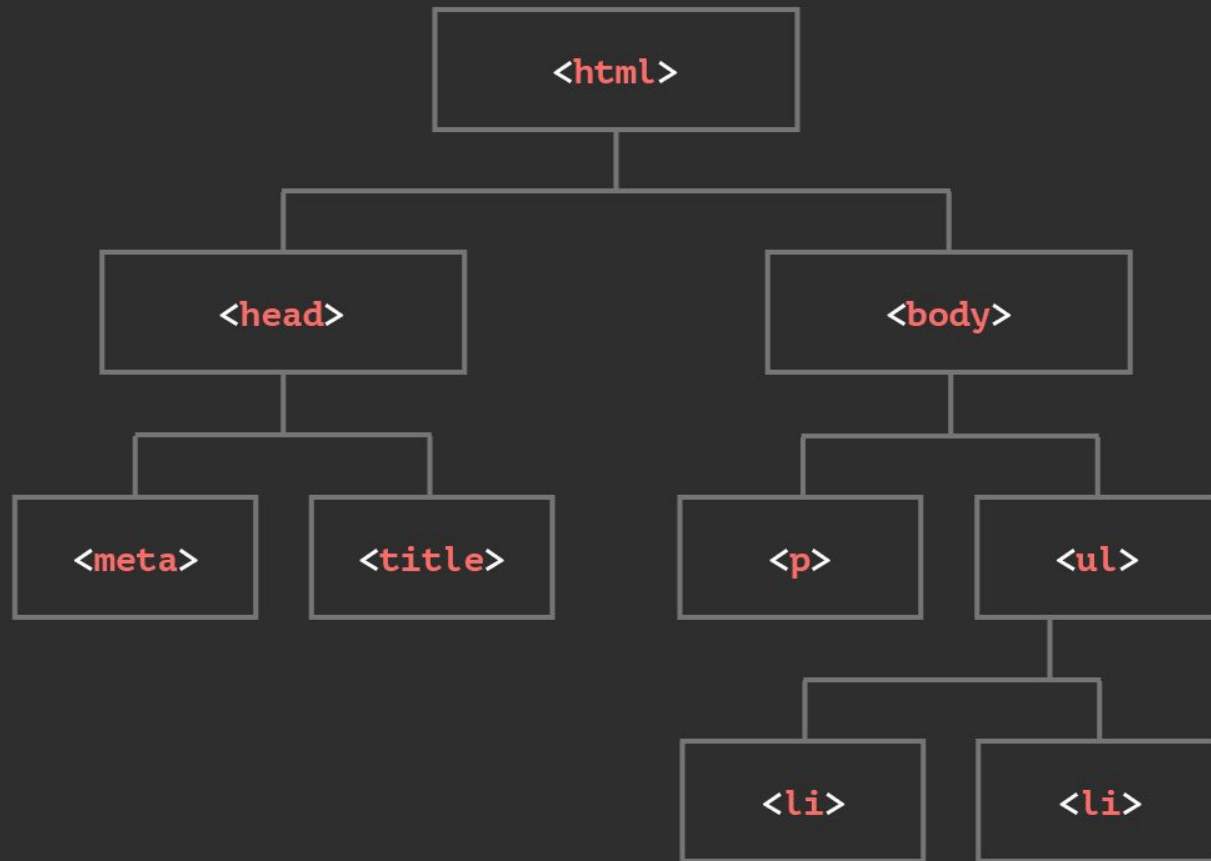 <html>
<head>
<body>
<meta>
<title>
<p>
<ul>
<li>
<li>